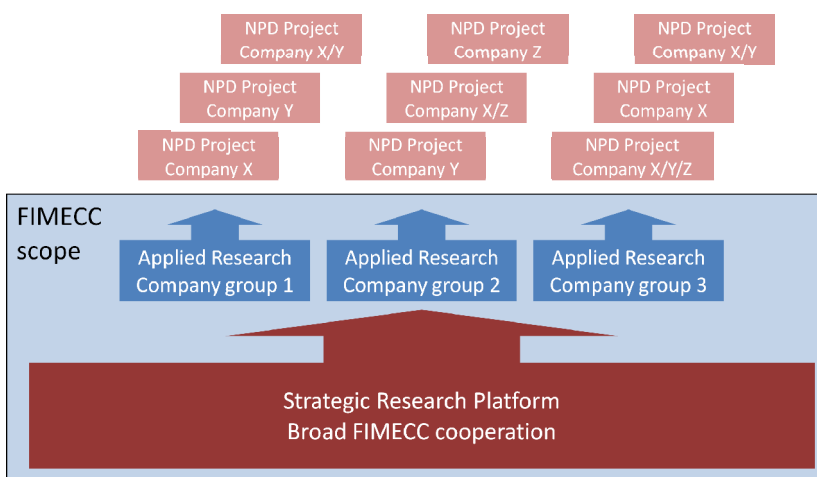 NPD Project
Company X/Y
NPD Project
Company Z
NPD Project
Company X/Y
NPD Project
Company Y
NPD Project
Company X/Z
NPD Project
Company X
NPD Project
Company X
NPD Project
Company Y
NPD Project
Company X/Y/Z
FIMECC
scope
Applied Research
Company group 1
Applied Research
Company group 2
Applied Research
Company group 3
Strategic Research Platform
Broad FIMECC cooperation